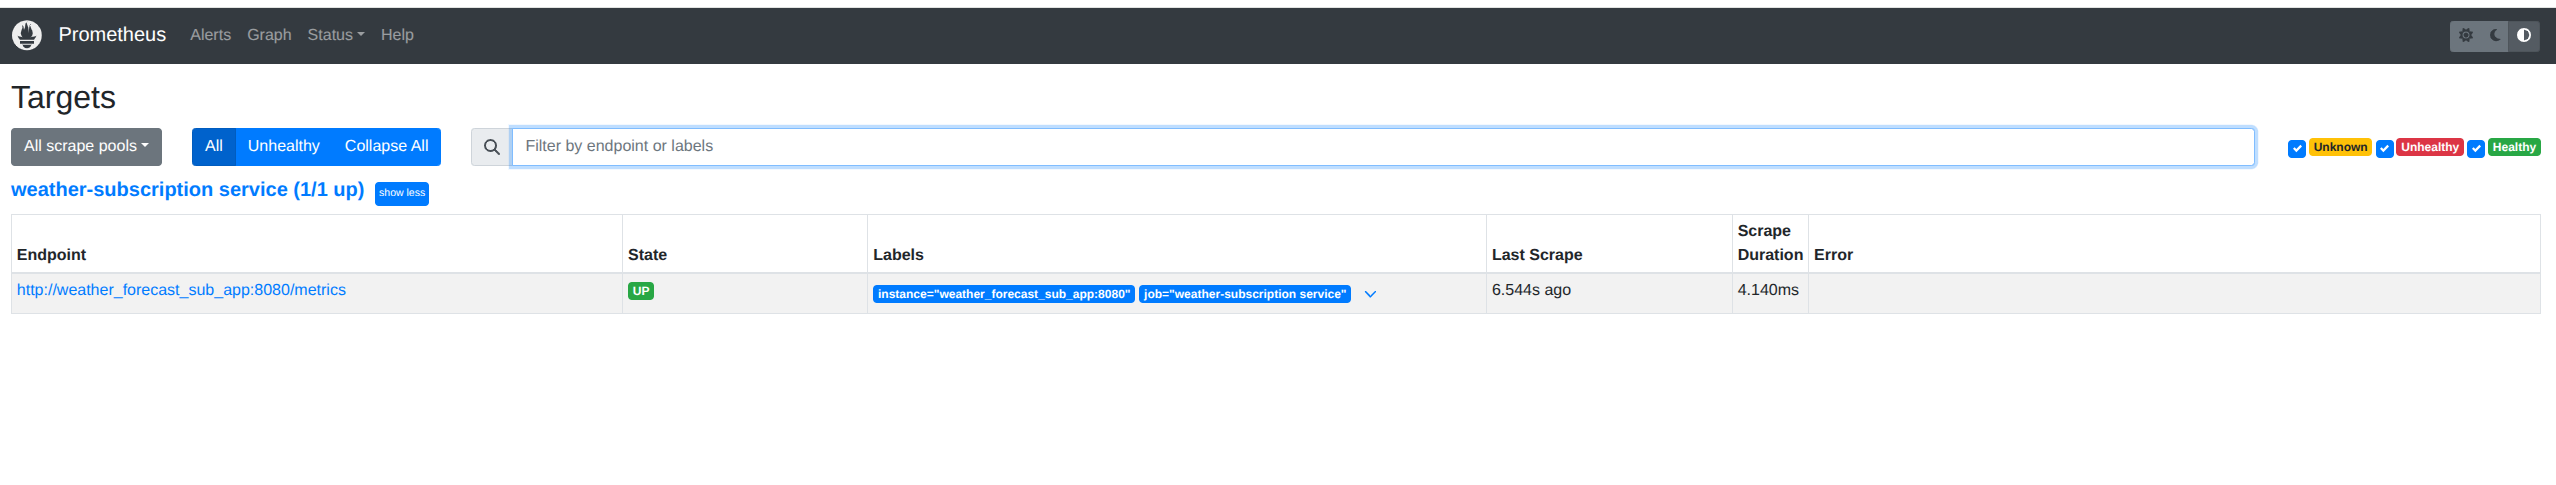 Prometheus Alerts Graph Status Help
Targets
All scrape pools All Unhealthy Collapse All Filter by endpoint or labels Unknown Unhealthy Healthy
weather-subscription service (1/1 up) show less
Endpoint State Labels Last Scrape Scrape Duration Error
http://weather_forecast_sub_app:8080/metrics UP instance="weather_forecast_sub_app:8080" job="weather-subscription service" 6.544s ago 4.140ms